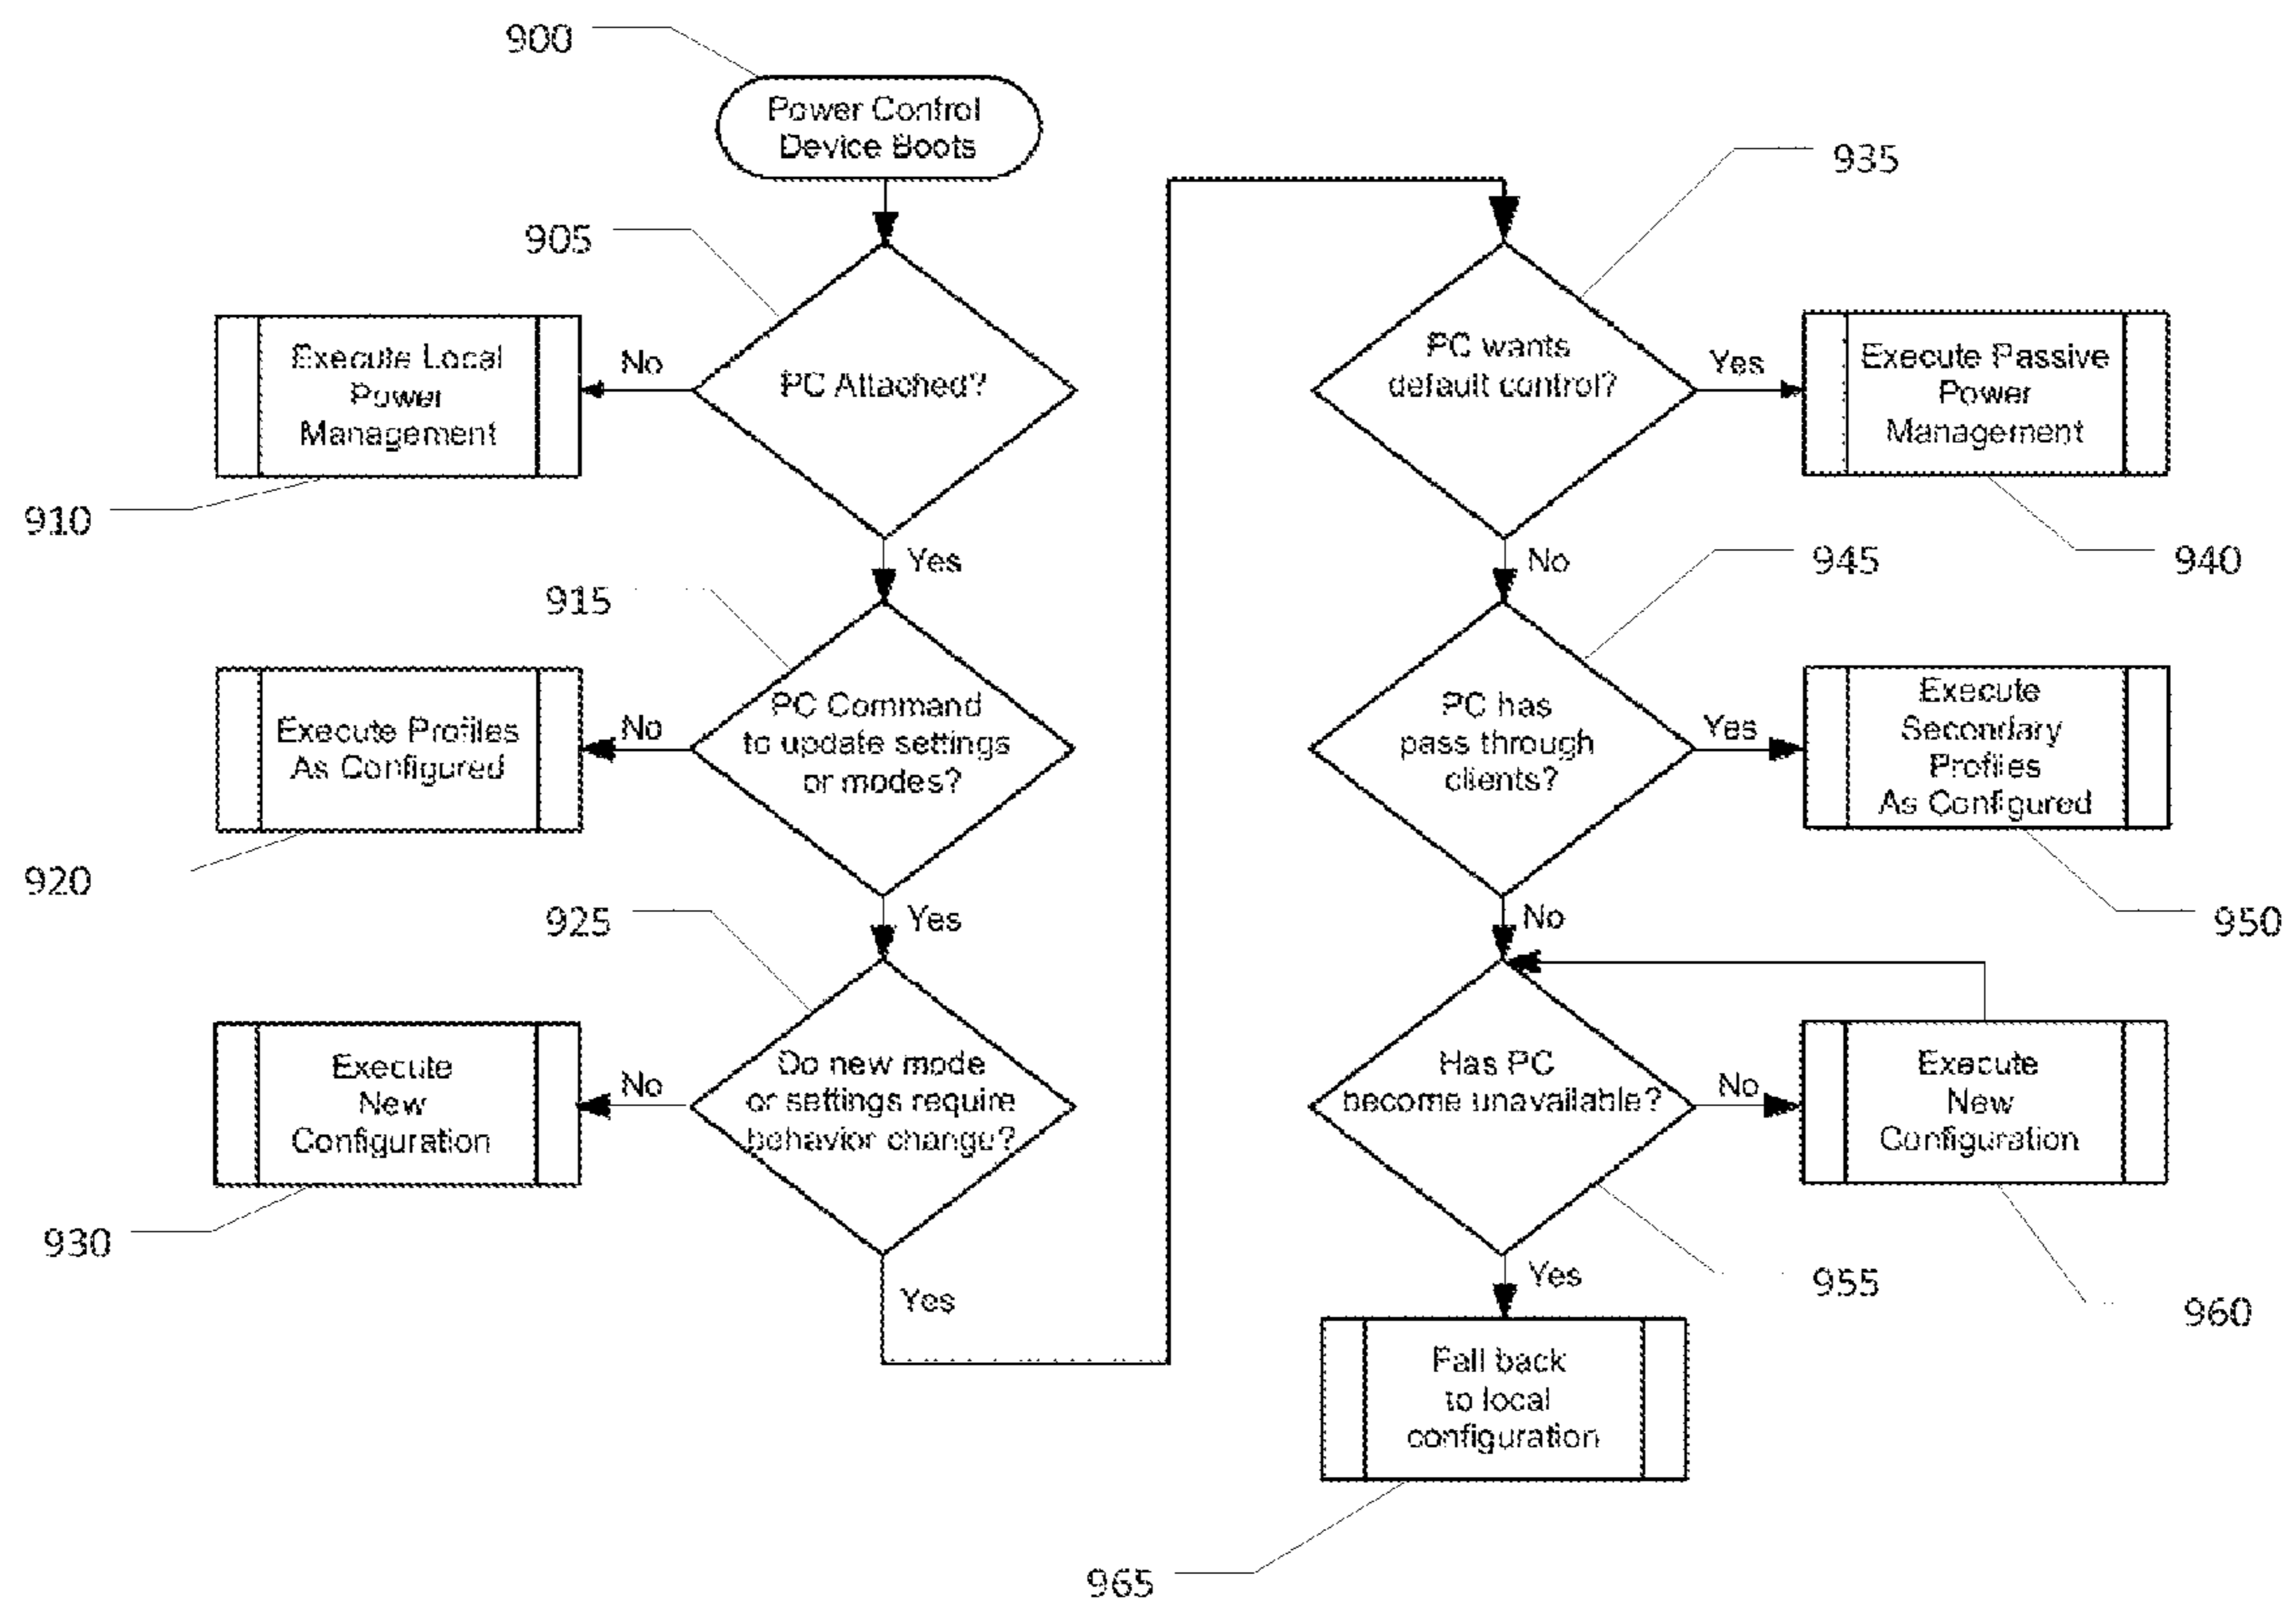 900
Power Control
Device Boots
905
PC Attached?
No
Execute Local
Power
Management
910
Yes
915
PC Command
to update settings
or modes?
No
Execute Profiles
As Configured
920
Yes
925
Do new mode
or settings require
behavior change?
No
Execute
New
Configuration
930
Yes
935
PC wants
default control?
Yes
Execute Passive
Power
Management
940
No
945
PC has
pass through
clients?
Yes
Execute
Secondary
Profiles
As Configured
950
No
Has PC
become unavailable?
No
Execute
New
Configuration
955
960
Yes
Fall back
to local
configuration
965